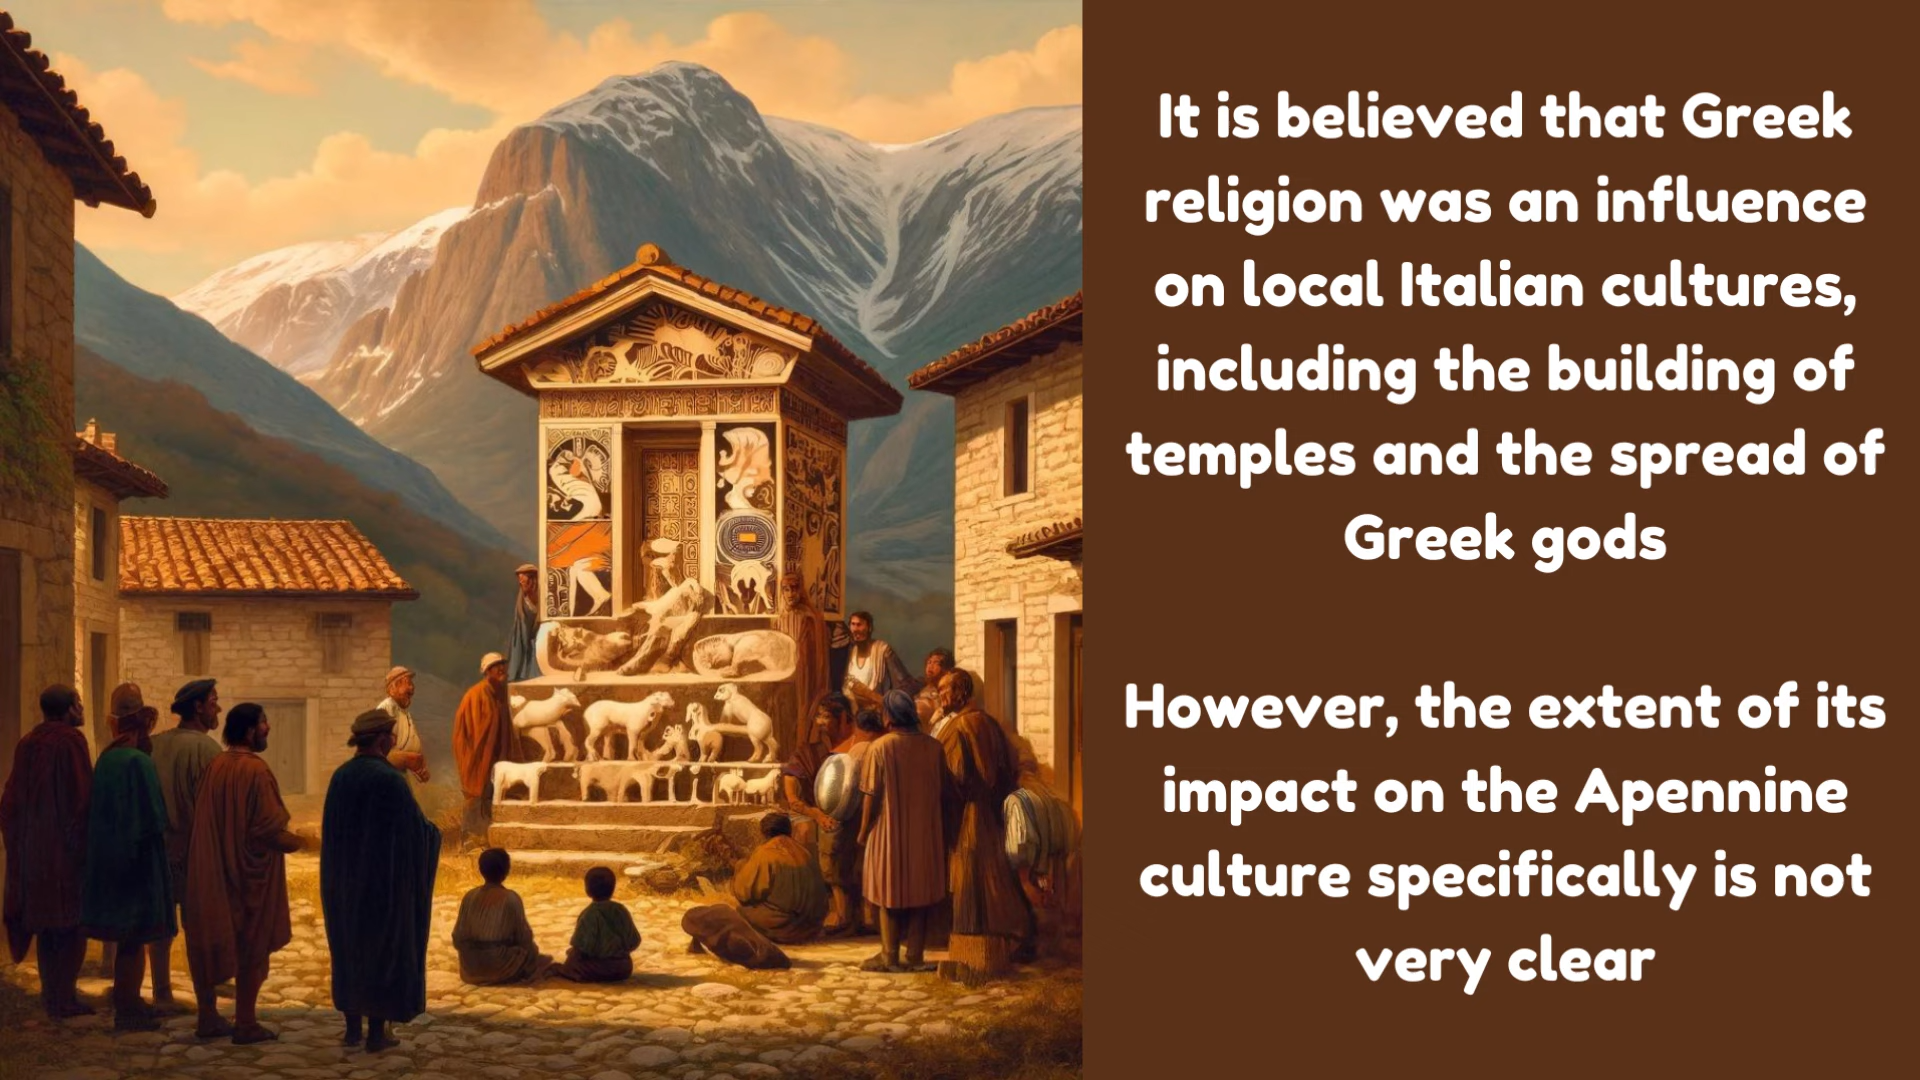 It is believed that Greek
religion was an influence
on local Italian cultures,
including the building of
temples and the spread of
Greek gods
However, the extent of its
impact on the Apennine
culture specifically is not
very clear